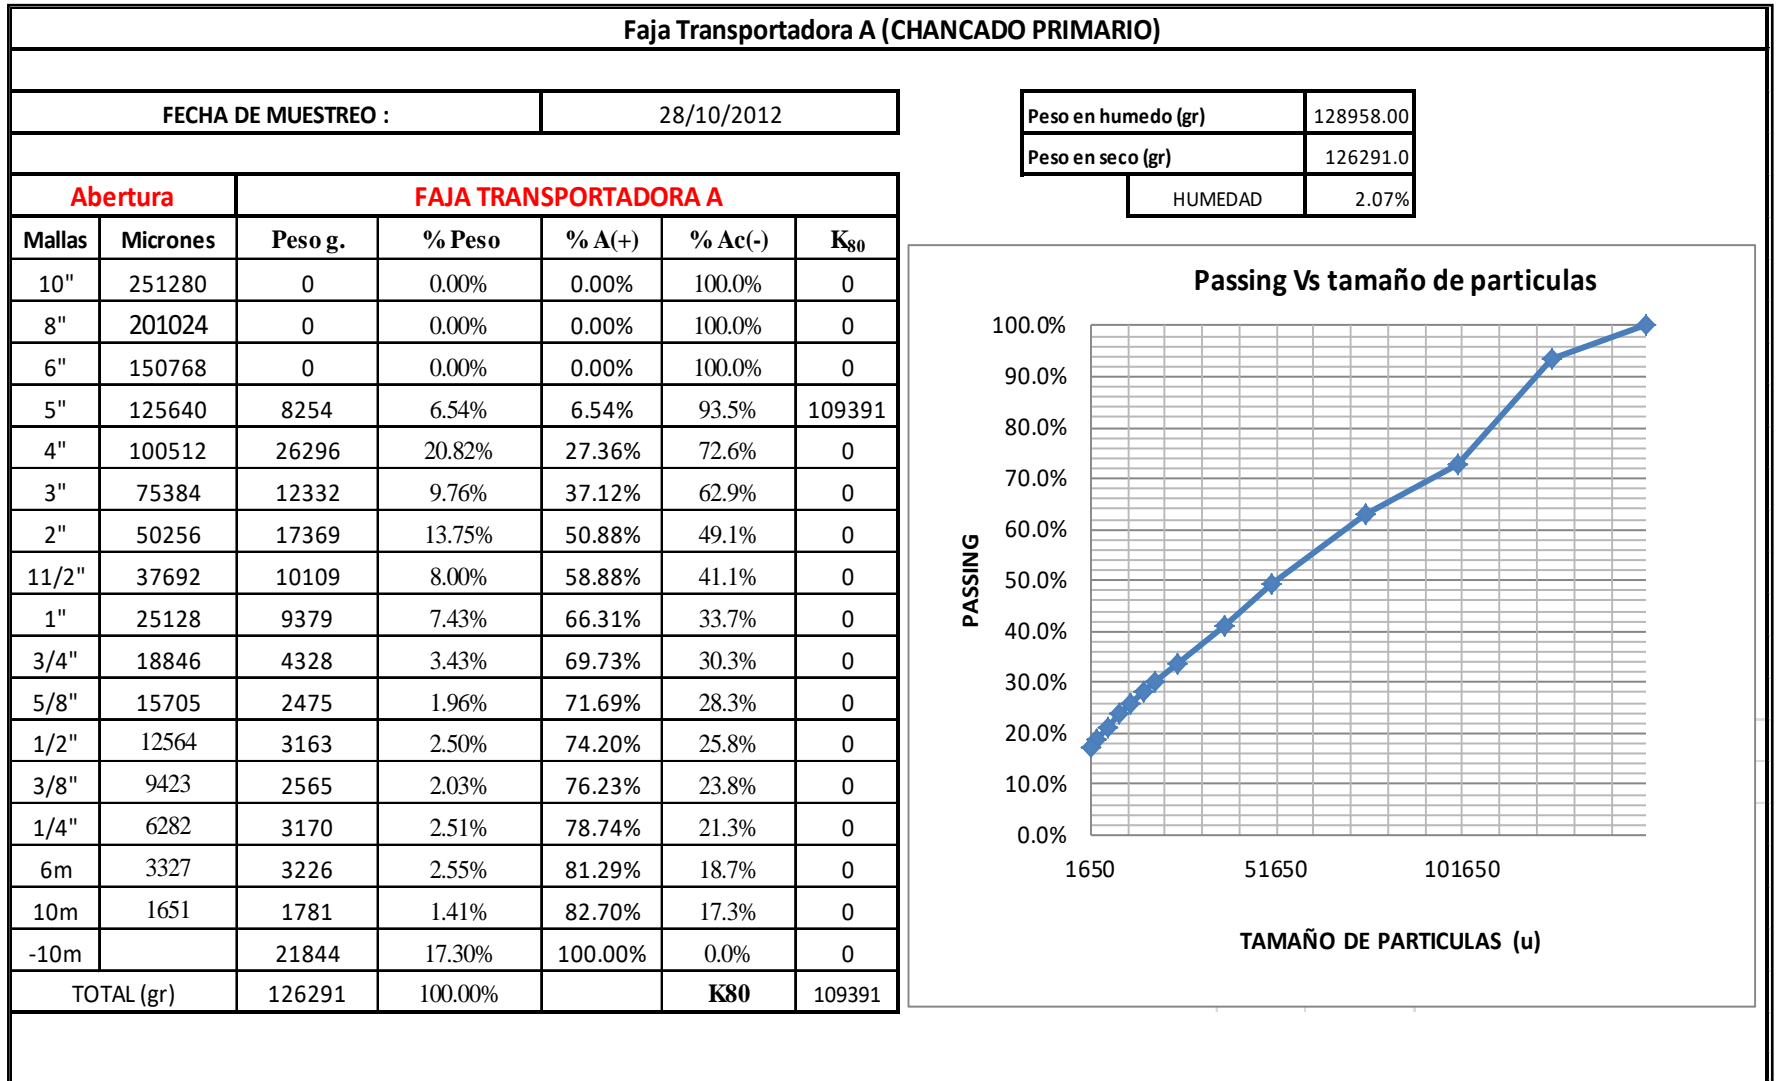 Faja Transportadora A (CHANCADO PRIMARIO)
FECHA DE MUESTREO : 28/10/2012
Peso en humedo (gr) 128958.00
Peso en seco (gr) 126291.0
HUMEDAD 2.07%
Abertura FAJA TRANSPORTADORA A
Mallas Micrones Peso g. % Peso % A(+) % Ac(-) K80
10" 251280 0 0.00% 0.00% 100.0% 0
8" 201024 0 0.00% 0.00% 100.0% 0
6" 150768 0 0.00% 0.00% 100.0% 0
5" 125640 8254 6.54% 6.54% 93.5% 109391
4" 100512 26296 20.82% 27.36% 72.6% 0
3" 75384 12332 9.76% 37.12% 62.9% 0
2" 50256 17369 13.75% 50.88% 49.1% 0
11/2" 37692 10109 8.00% 58.88% 41.1% 0
1" 25128 9379 7.43% 66.31% 33.7% 0
3/4" 18846 4328 3.43% 69.73% 30.3% 0
5/8" 15705 2475 1.96% 71.69% 28.3% 0
1/2" 12564 3163 2.50% 74.20% 25.8% 0
3/8" 9423 2565 2.03% 76.23% 23.8% 0
1/4" 6282 3170 2.51% 78.74% 21.3% 0
6m 3327 3226 2.55% 81.29% 18.7% 0
10m 1651 1781 1.41% 82.70% 17.3% 0
-10m 21844 17.30% 100.00% 0.0% 0
TOTAL (gr) 126291 100.00% K80 109391
Passing Vs tamaño de particulas
PASSING
100.0%
90.0%
80.0%
70.0%
60.0%
50.0%
40.0%
30.0%
20.0%
10.0%
0.0%
1650 51650 101650
TAMAÑO DE PARTICULAS (u)